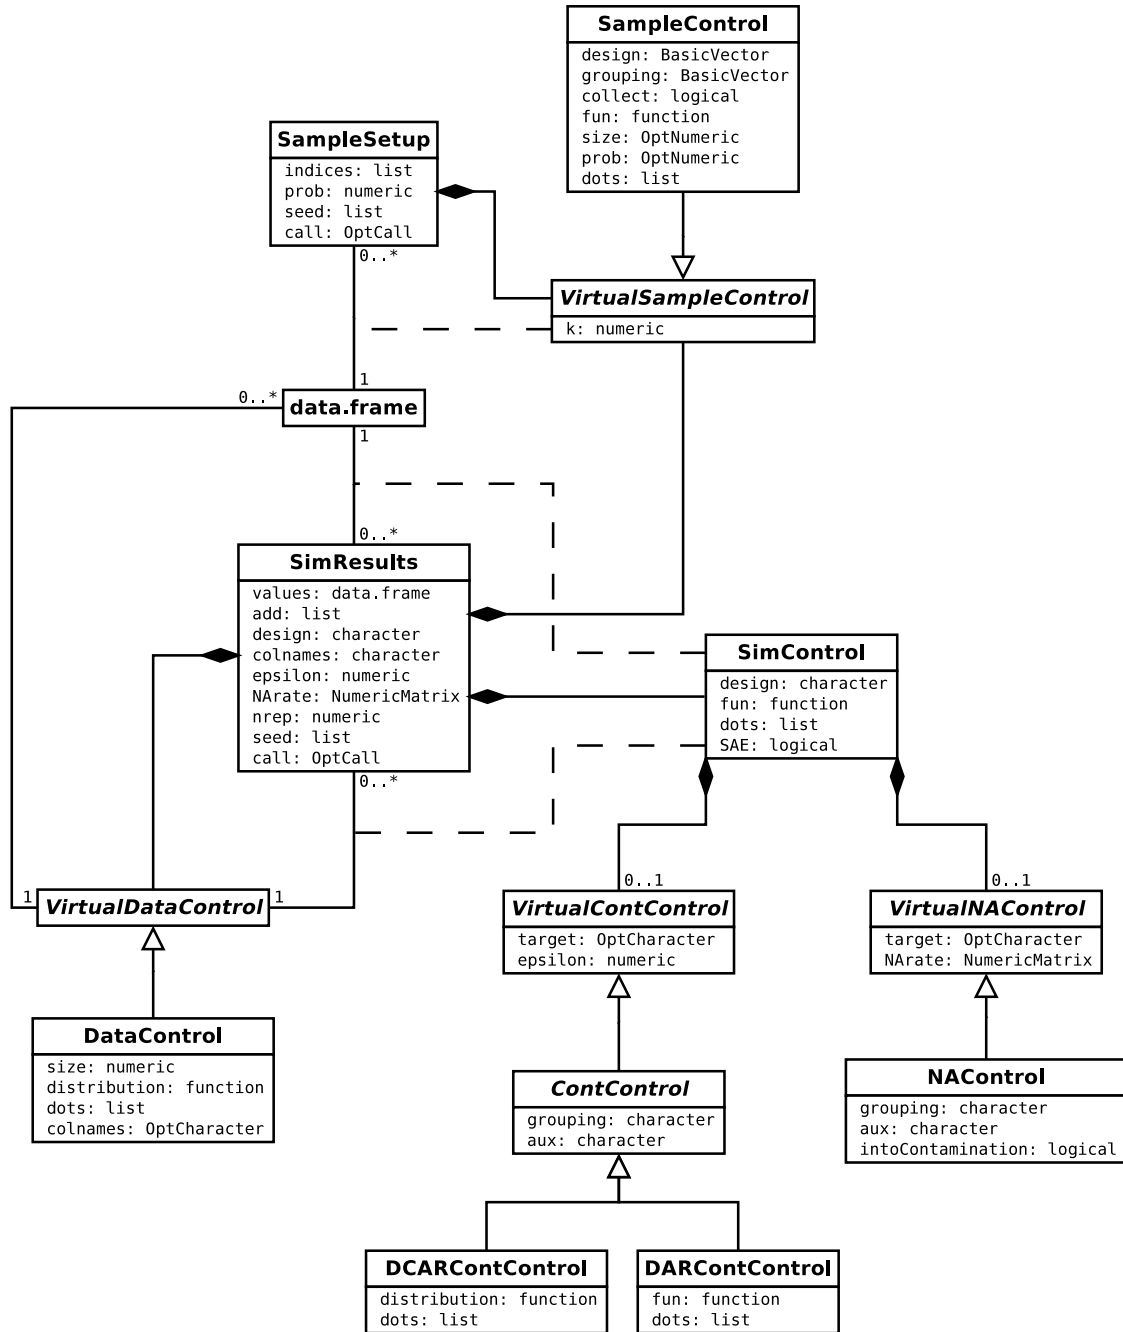 SampleControl
design: BasicVector
grouping: BasicVector
collect: logical
fun: function
size: OptNumeric
prob: OptNumeric
dots: list
SampleSetup
indices: list
prob: numeric
seed: list
call: OptCall
0..*
VirtualSampleControl
k: numeric
1
0..*
data.frame
1
0..*
SimResults
values: data.frame
add: list
design: character
colnames: character
epsilon: numeric
NArate: NumericMatrix
nrep: numeric
seed: list
call: OptCall
0..*
SimControl
design: character
fun: function
dots: list
SAE: logical
1
VirtualDataControl
1
0..1
VirtualContControl
target: OptCharacter
epsilon: numeric
0..1
VirtualNAControl
target: OptCharacter
NArate: NumericMatrix
DataControl
size: numeric
distribution: function
dots: list
colnames: OptCharacter
ContControl
grouping: character
aux: character
NAControl
grouping: character
aux: character
intoContamination: logical
DCARContControl
distribution: function
dots: list
DARContControl
fun: function
dots: list